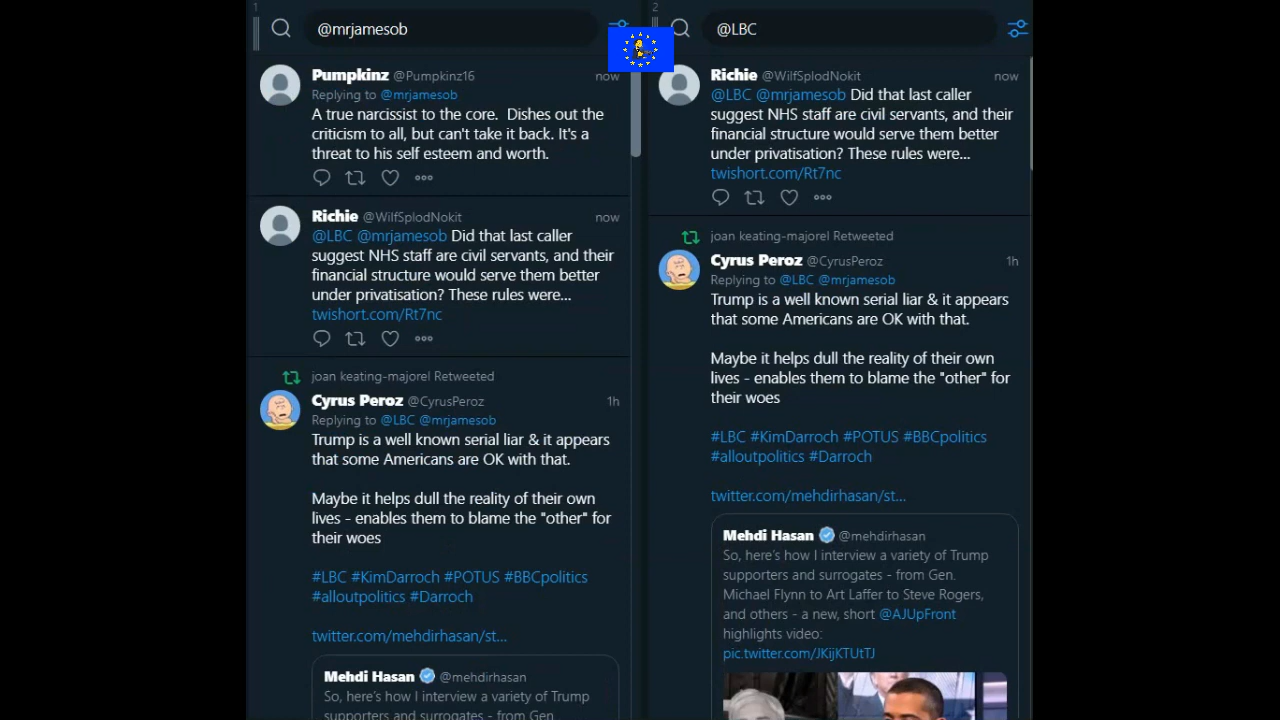 1
@mrjamesob
Pumpkinz @Pumpkinz16 now
Replying to @mrjamesob
A true narcissist to the core.  Dishes out the
criticism to all, but can't take it back. It's a
threat to his self esteem and worth.
Richie @WilfSplodNokit now
@LBC @mrjamesob Did that last caller
suggest NHS staff are civil servants, and their
financial structure would serve them better
under privatisation? These rules were...
twishort.com/Rt7nc
joan keating-majorel Retweeted
Cyrus Peroz @CyrusPeroz 1h
Replying to @LBC @mrjamesob
Trump is a well known serial liar & it appears
that some Americans are OK with that.
Maybe it helps dull the reality of their own
lives - enables them to blame the "other" for
their woes
#LBC #KimDarroch #POTUS #BBCpolitics
#alloutpolitics #Darroch
twitter.com/mehdirhasan/st...
Mehdi Hasan @mehdirhasan
So, here's how I interview a variety of Trump
supporters and surrogates - from Gen.
2
@LBC
Richie @WilfSplodNokit now
@LBC @mrjamesob Did that last caller
suggest NHS staff are civil servants, and their
financial structure would serve them better
under privatisation? These rules were...
twishort.com/Rt7nc
joan keating-majorel Retweeted
Cyrus Peroz @CyrusPeroz 1h
Replying to @LBC @mrjamesob
Trump is a well known serial liar & it appears
that some Americans are OK with that.
Maybe it helps dull the reality of their own
lives - enables them to blame the "other" for
their woes
#LBC #KimDarroch #POTUS #BBCpolitics
#alloutpolitics #Darroch
twitter.com/mehdirhasan/st...
Mehdi Hasan @mehdirhasan
So, here's how I interview a variety of Trump
supporters and surrogates - from Gen.
Michael Flynn to Art Laffer to Steve Rogers,
and others - a new, short @AJUpFront
highlights video:
pic.twitter.com/JKijKTUtTJ